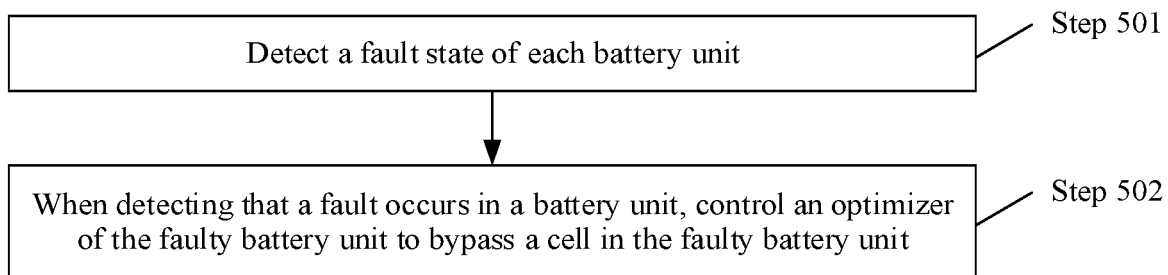 Detect a fault state of each battery unit
Step 501
When detecting that a fault occurs in a battery unit, control an optimizer
of the faulty battery unit to bypass a cell in the faulty battery unit
Step 502